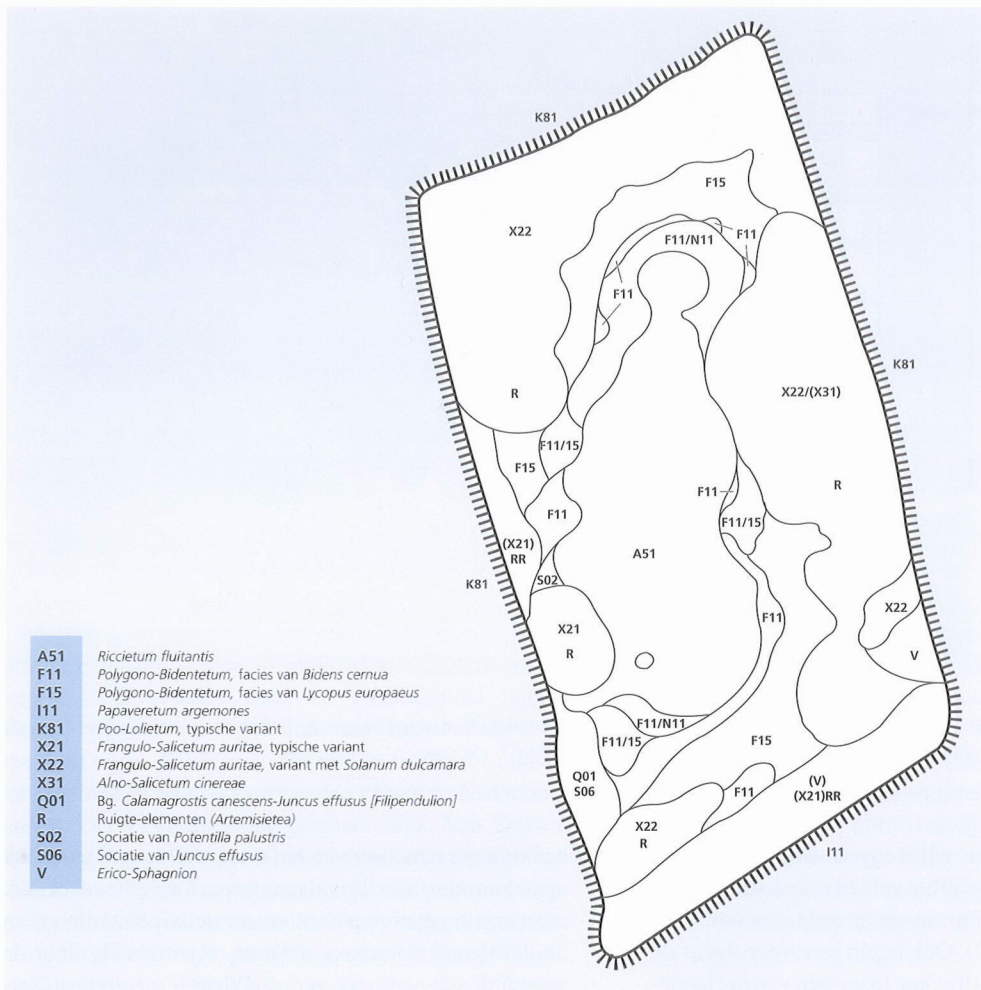 K81
F15
X22
F11
F11/N11
F11
K81
X22/(X31)
R
F11/15
F15
R
F11
F11
F11/15
(X21)
RR
A51
K81
S02
X22
F11
X21
R
V
F11/N11
F11/15
F15
Q01
S06
F11
(V)
(X21)RR
X22
R
I11
A51 Riccietum fluitantis
F11 Polygono-Bidentetum, facies van Bidens cernua
F15 Polygono-Bidentetum, facies van Lycopus europaeus
I11 Papaveretum argemones
K81 Poo-Lolietum, typische variant
X21 Frangulo-Salicetum auritae, typische variant
X22 Frangulo-Salicetum auritae, variant met Solanum dulcamara
X31 Alno-Salicetum cinereae
Q01 Bg. Calamagrostis canescens-Juncus effusus [Filipendulion]
R Ruigte-elementen (Artemisietea)
S02 Sociatie van Potentilla palustris
S06 Sociatie van Juncus effusus
V Erico-Sphagnion